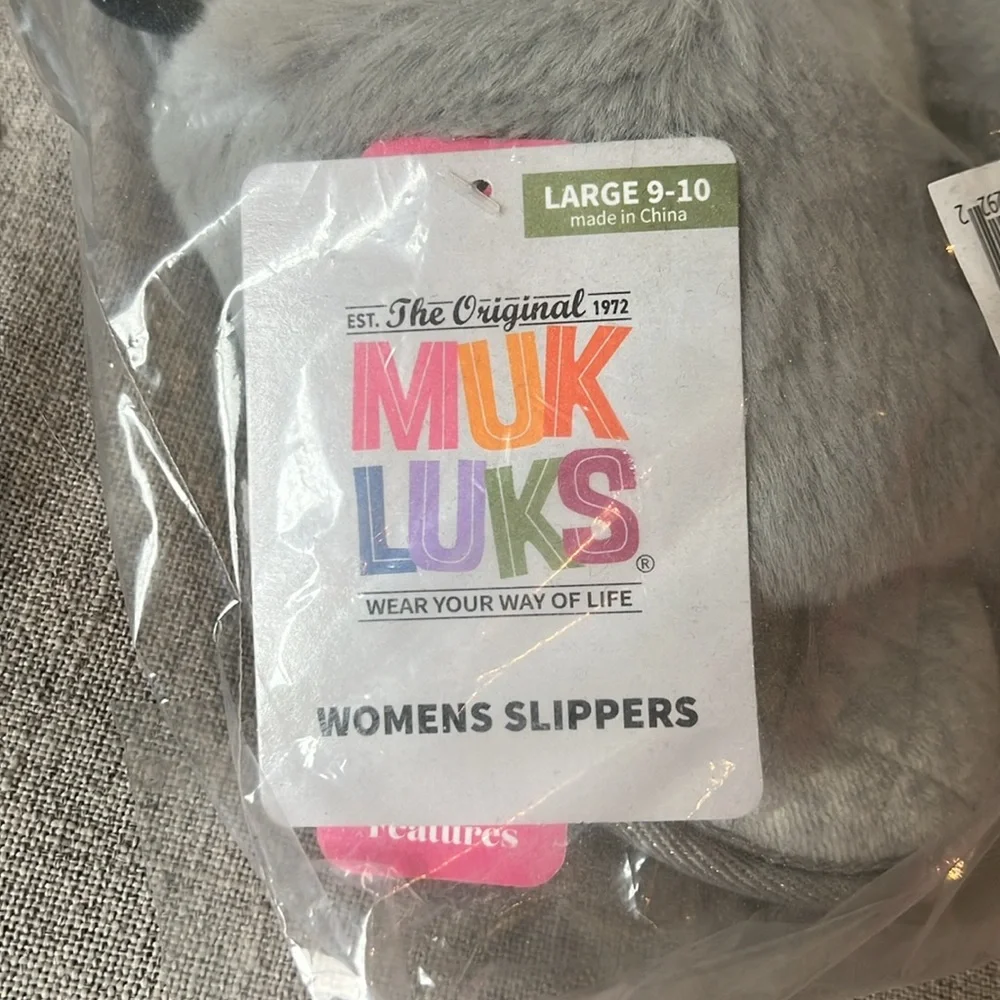 LARGE 9-10
made in China
EST. The Original 1972
MUK
LUKS®
WEAR YOUR WAY OF LIFE
WOMENS SLIPPERS
Features